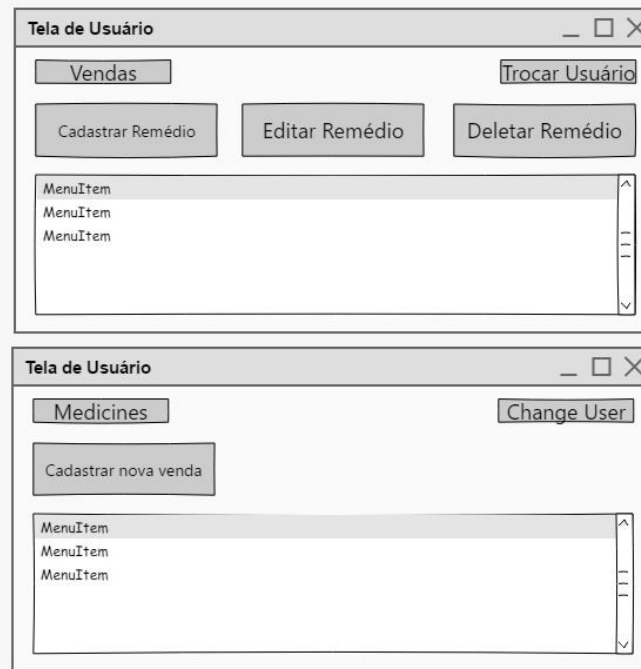 Tela de Usuário
Vendas
Trocar Usuário
Cadastrar Remédio
Editar Remédio
Deletar Remédio
MenuItem
MenuItem
MenuItem
Tela de Usuário
Medicines
Change User
Cadastrar nova venda
MenuItem
MenuItem
MenuItem